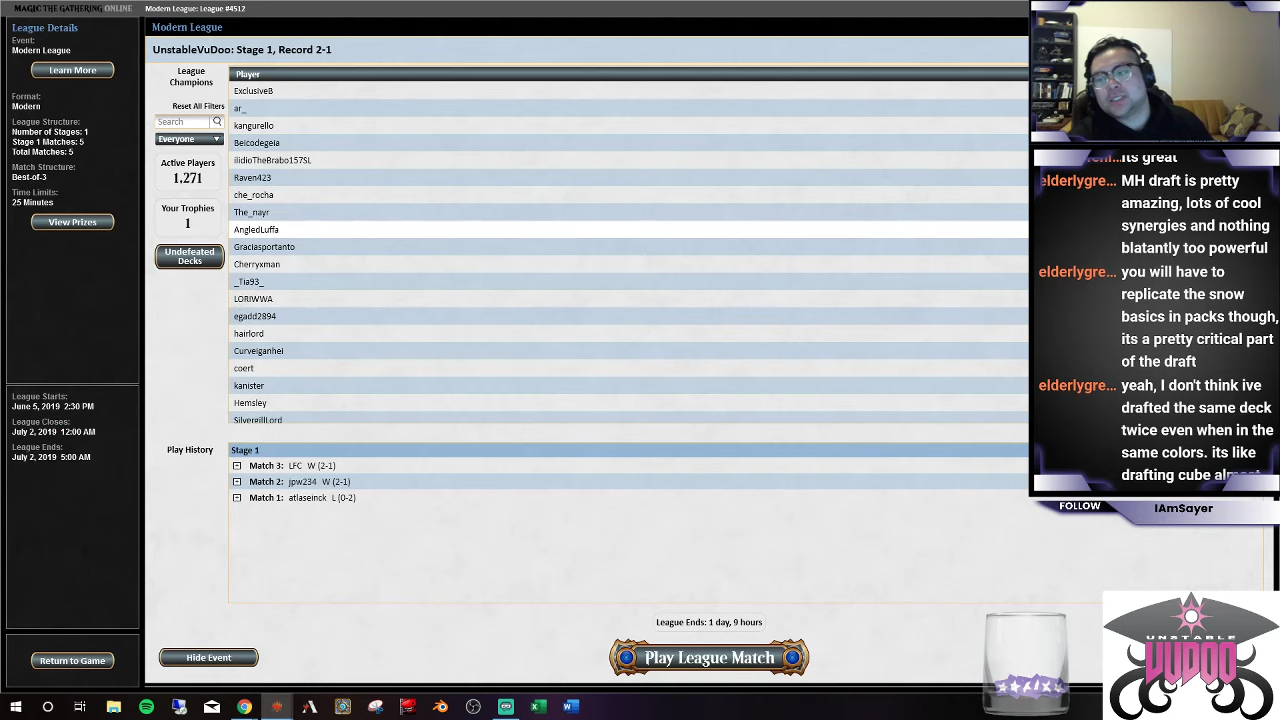 MAGIC THE GATHERING ONLINE
Modern League: League #4512
League Details
Event:
Modern League
Learn More
Format:
Modern
League Structure:
Number of Stages: 1
Stage 1 Matches: 5
Total Matches: 5
Match Structure:
Best-of-3
Time Limits:
25 Minutes
View Prizes
League Starts:
June 5, 2019 2:30 PM
League Closes:
July 2, 2019 12:00 AM
League Ends:
July 2, 2019 5:00 AM
Return to Game
Modern League
UnstableVuDoo: Stage 1, Record 2-1
League
Champions
Reset All Filters
Search
Everyone
Active Players
1,271
Your Trophies
1
Undefeated
Decks
Player
ExclusiveB
ar_
kangurello
Beicodegeia
ilidioTheBrabo157SL
Raven423
che_rocha
The_nayr
AngledLuffa
Graciasportanto
Cherryxman
_Tia93_
LORIWWA
egadd2894
hairlord
Curveiganhei
coert
kanister
Hemsley
SilvergillLord
Play History
Stage 1
Match 3: LFC W (2-1)
Match 2: jpw234 W (2-1)
Match 1: atlaseinck L (0-2)
League Ends: 1 day, 9 hours
Hide Event
Play League Match
its great
elderlygre... MH draft is pretty
amazing, lots of cool
synergies and nothing
blatantly too powerful
elderlygre... you will have to
replicate the snow
basics in packs though,
its a pretty critical part
of the draft
elderlygre... yeah, I don't think ive
drafted the same deck
twice even when in the
same colors. its like
drafting cube almost
FOLLOW
IAmSayer
UNSTABLE
VUDOO